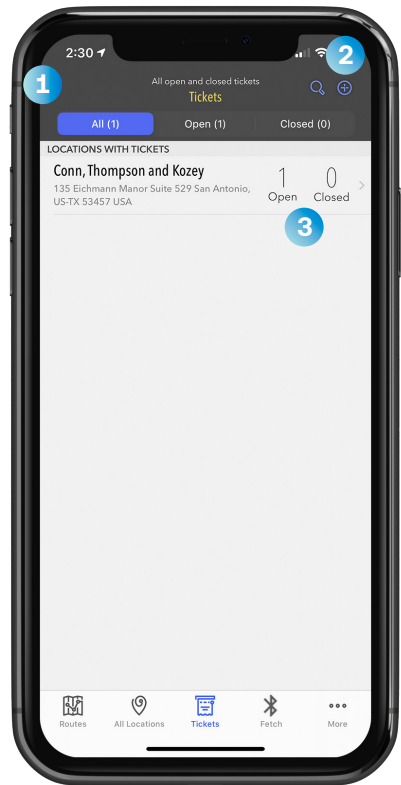 2:30
2
1
All open and closed tickets
Tickets
All (1) Open (1) Closed (0)
LOCATIONS WITH TICKETS
Conn, Thompson and Kozey
135 Eichmann Manor Suite 529 San Antonio,
US-TX 53457 USA
1 0
Open Closed
3
Routes All Locations Tickets Fetch More